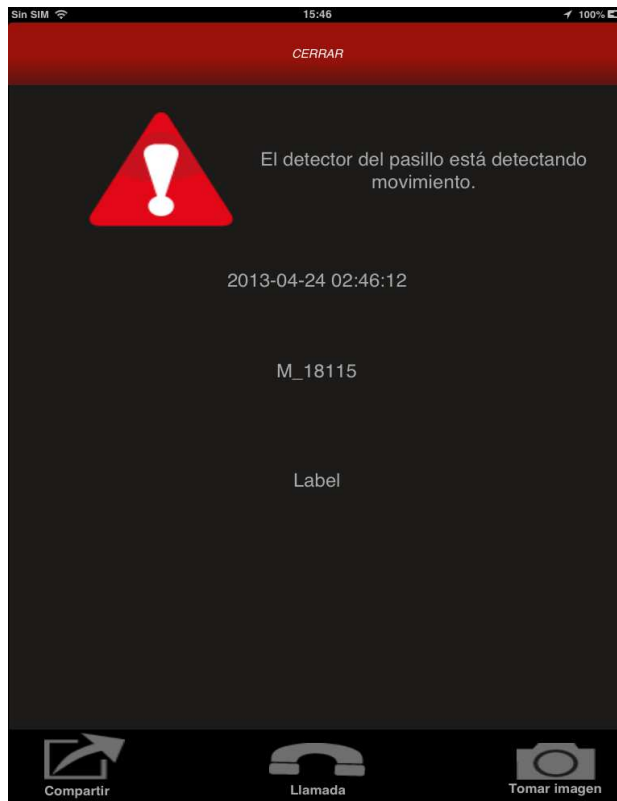 Sin SIM 15:46 100%
CERRAR
El detector del pasillo está detectando
movimiento.
2013-04-24 02:46:12
M_18115
Label
Compartir Llamada Tomar imagen